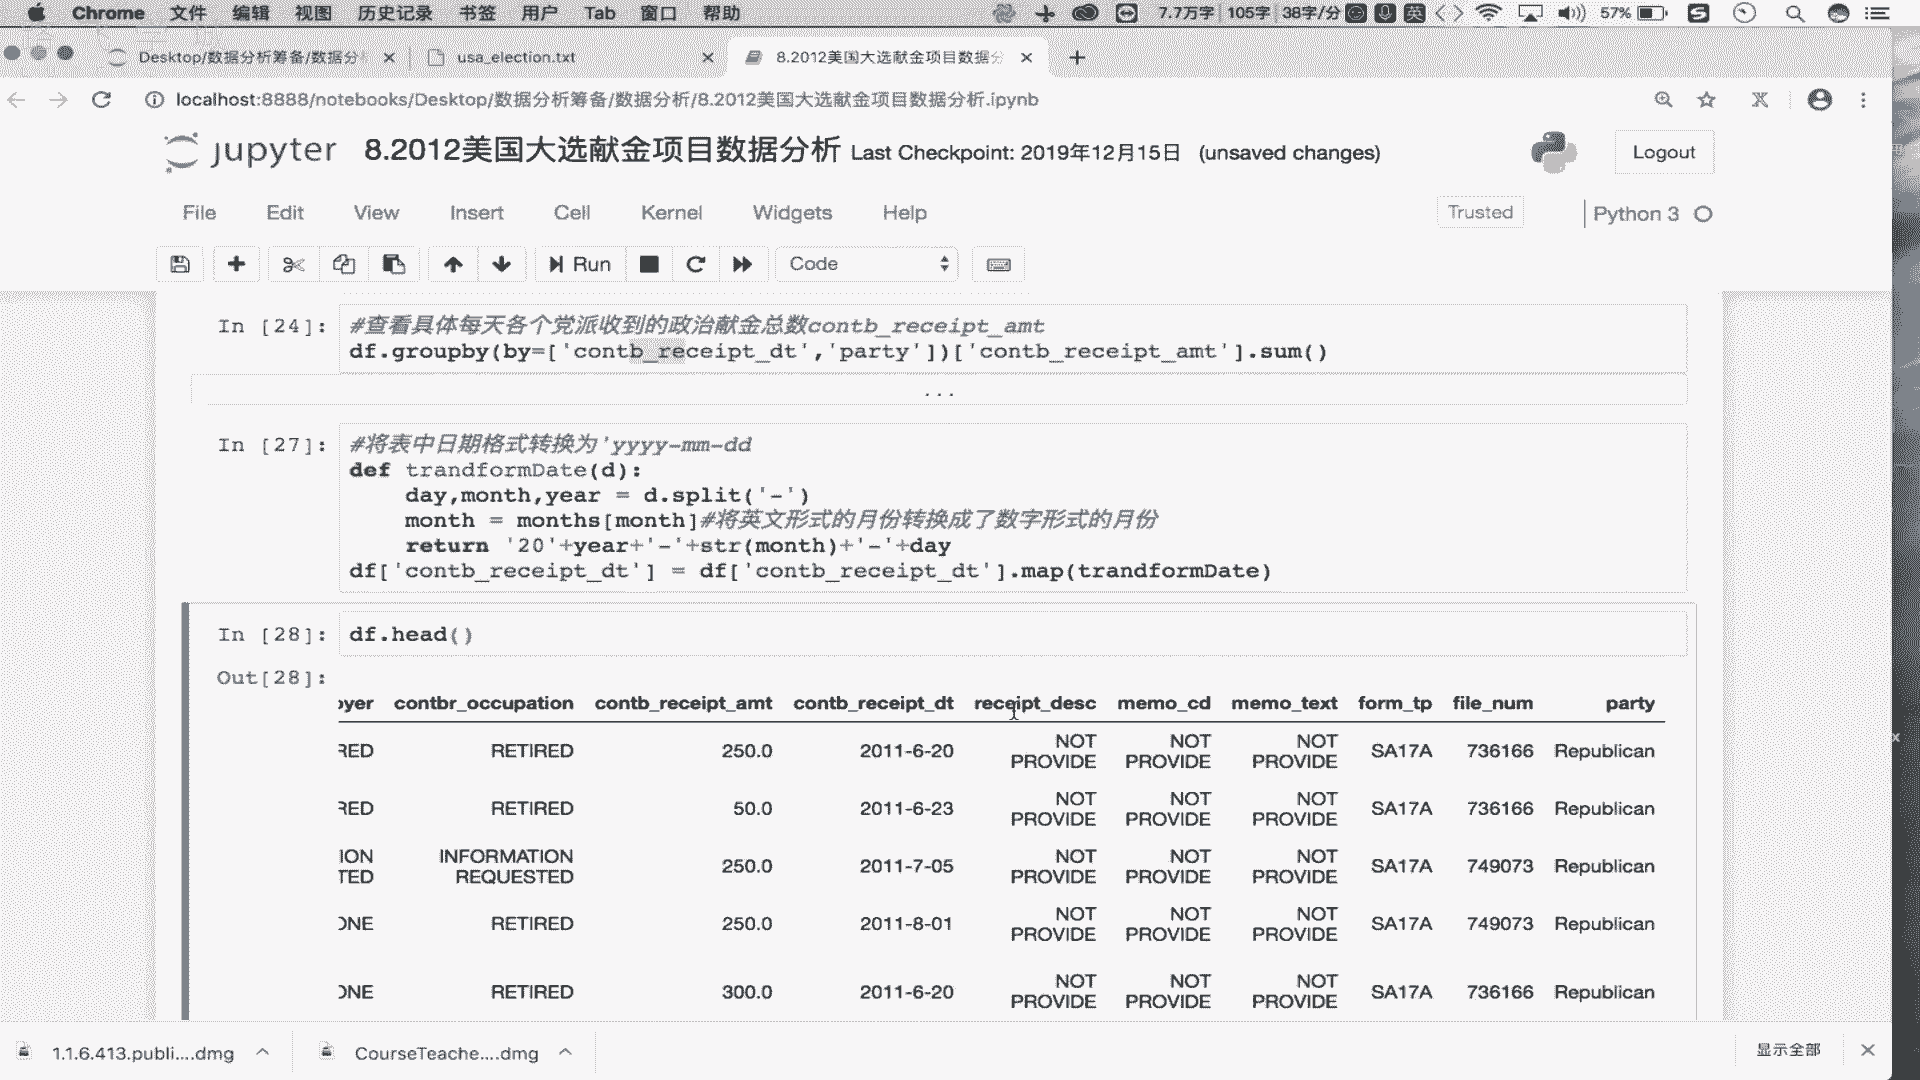 Chrome 文件 编辑 视图 历史记录 书签 用户 Tab 窗口 帮助 7.7万字 105字 38字/分 英 57%
Desktop/数据分析筹备/数据分 usa_election.txt 8.2012美国大选献金项目数据分
localhost:8888/notebooks/Desktop/数据分析筹备/数据分析/8.2012美国大选献金项目数据分析.ipynb
jupyter 8.2012美国大选献金项目数据分析 Last Checkpoint: 2019年12月15日 (unsaved changes) Logout
File Edit View Insert Cell Kernel Widgets Help Trusted Python 3
Run Code
In [24]: #查看具体每天各个党派收到的政治献金总数contb_receipt_amt
df.groupby(by=['contb_receipt_dt','party'])['contb_receipt_amt'].sum()
...
In [27]: #将表中日期格式转换为'yyyy-mm-dd
def trandformDate(d):
day,month,year = d.split('-')
month = months[month]#将英文形式的月份转换成了数字形式的月份
return '20'+year+'-'+str(month)+'-'+day
df['contb_receipt_dt'] = df['contb_receipt_dt'].map(trandformDate)
In [28]: df.head()
Out[28]:
oyer contbr_occupation contb_receipt_amt contb_receipt_dt receipt_desc memo_cd memo_text form_tp file_num party
RED RETIRED 250.0 2011-6-20 NOT PROVIDE NOT PROVIDE NOT PROVIDE SA17A 736166 Republican
RED RETIRED 50.0 2011-6-23 NOT PROVIDE NOT PROVIDE NOT PROVIDE SA17A 736166 Republican
ION TED INFORMATION REQUESTED 250.0 2011-7-05 NOT PROVIDE NOT PROVIDE NOT PROVIDE SA17A 749073 Republican
ONE RETIRED 250.0 2011-8-01 NOT PROVIDE NOT PROVIDE NOT PROVIDE SA17A 749073 Republican
ONE RETIRED 300.0 2011-6-20 NOT PROVIDE NOT PROVIDE NOT PROVIDE SA17A 736166 Republican
1.1.6.413.publi....dmg CourseTeache....dmg 显示全部